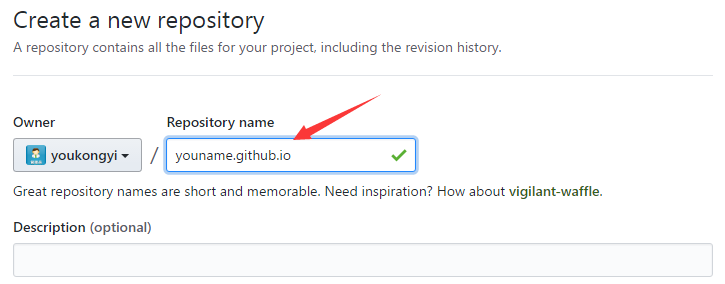 Create a new repository
A repository contains all the files for your project, including the revision history.
Owner
Repository name
youkongyi / youname.github.io
Great repository names are short and memorable. Need inspiration? How about vigilant-waffle.
Description (optional)